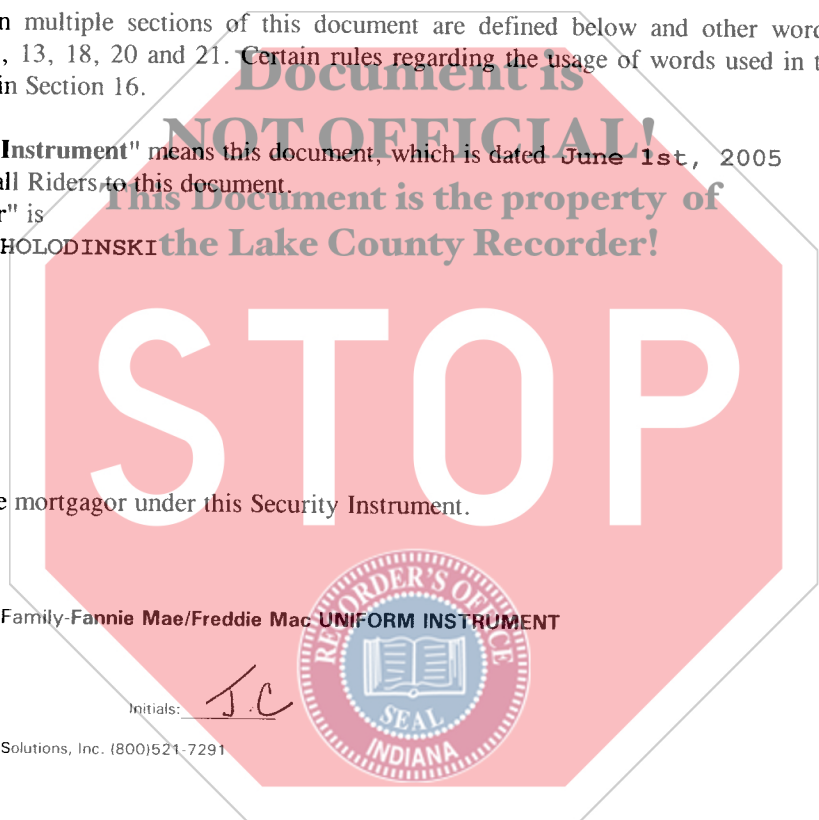 n multiple sections of this document are defined below and other word
, 13, 18, 20 and 21. Certain rules regarding the usage of words used in t
in Section 16.
Document is
NOT OFFICIAL!
Instrument" means this document, which is dated June 1st, 2005
all Riders to this document.
This Document is the property of
r" is
HOLODINSKI
the Lake County Recorder!
STOP
e mortgagor under this Security Instrument.
Family-Fannie Mae/Freddie Mac UNIFORM INSTRUMENT
RECORDER'S OFFICE
SEAL
INDIANA
Initials: J.C
Solutions, Inc. (800)521-7291